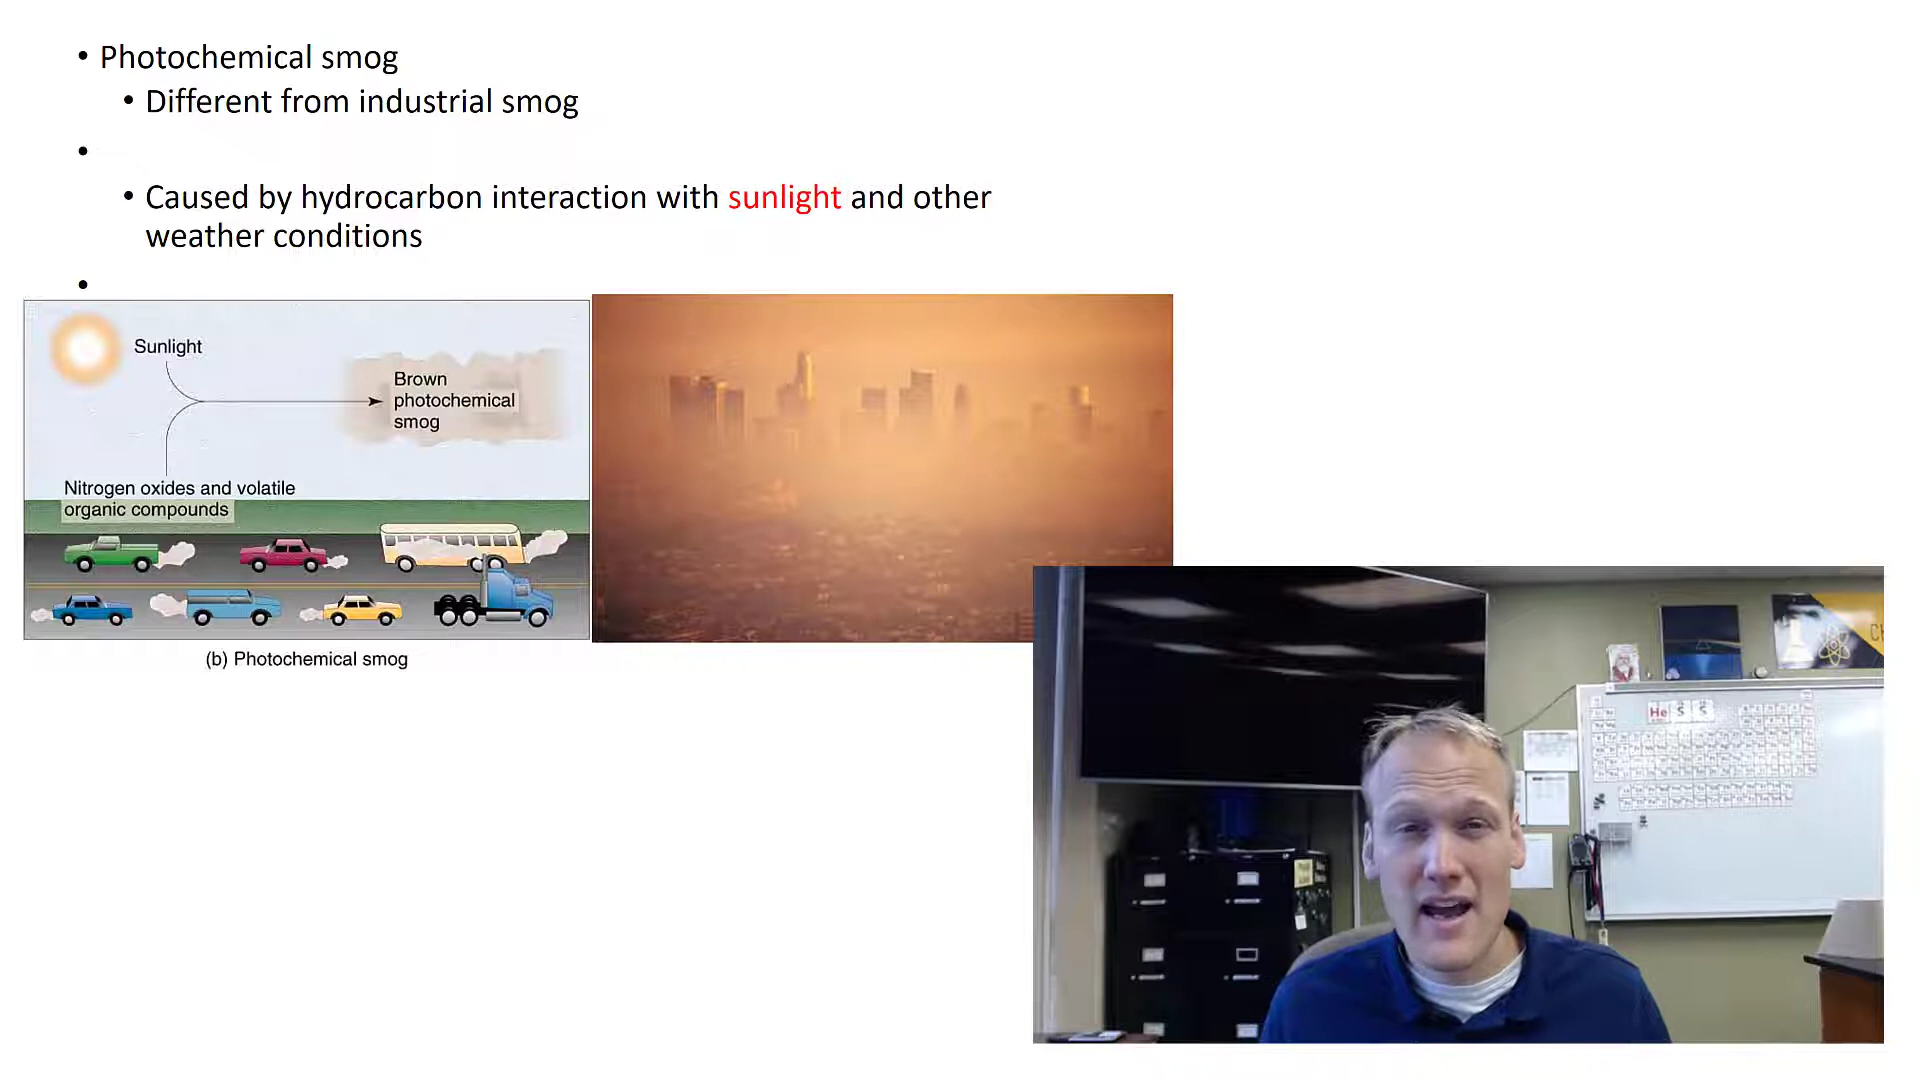 • Photochemical smog
• Different from industrial smog
•
• Caused by hydrocarbon interaction with sunlight and other
weather conditions
•
Sunlight
Brown
photochemical
smog
Nitrogen oxides and volatile
organic compounds
(b) Photochemical smog
He S S